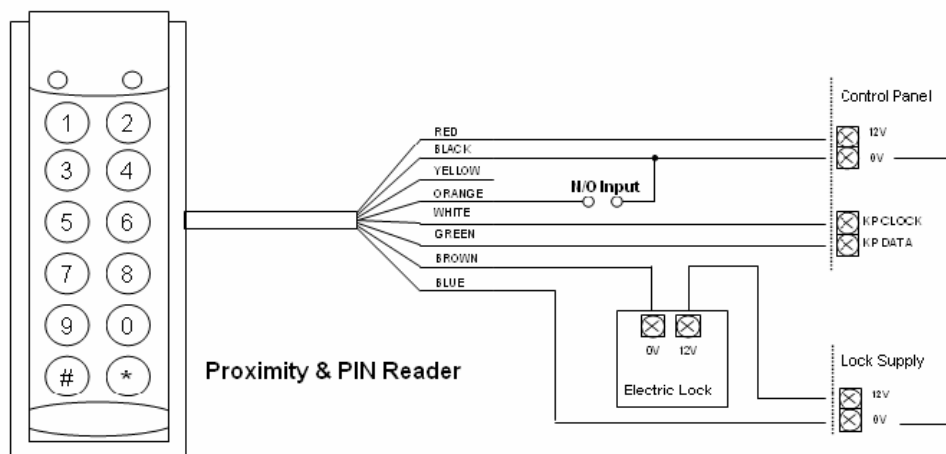 1 2
3 4
5 6
7 8
9 0
# *
Proximity & PIN Reader
RED
BLACK
YELLOW
ORANGE
WHITE
GREEN
BROWN
BLUE
N/O Input
Control Panel
12V
0V
KP CLOCK
KP DATA
0V 12V
Electric Lock
Lock Supply
12V
0V